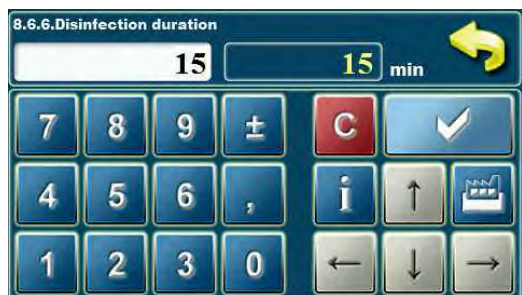 8.6.6.Disinfection duration
15 15 min
7 8 9 ± C
4 5 6 , i ↑
1 2 3 0 ← ↓ →